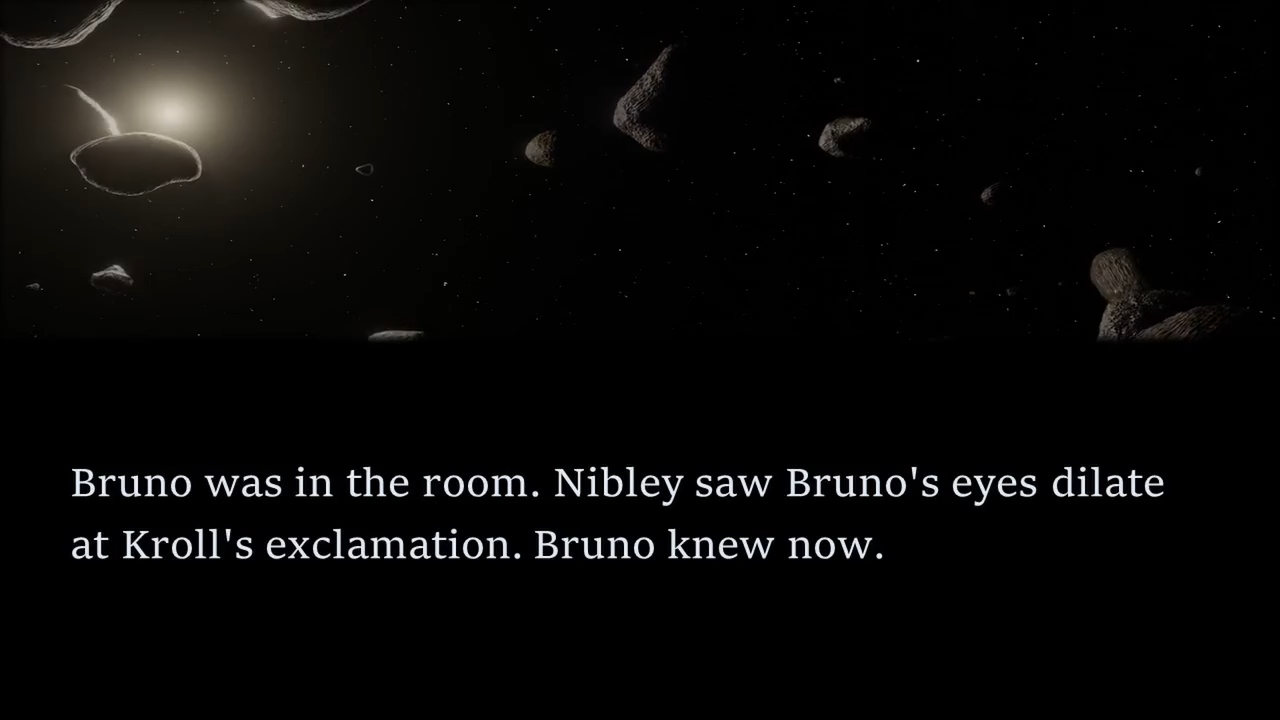 Bruno was in the room. Nibley saw Bruno's eyes dilate
at Kroll's exclamation. Bruno knew now.